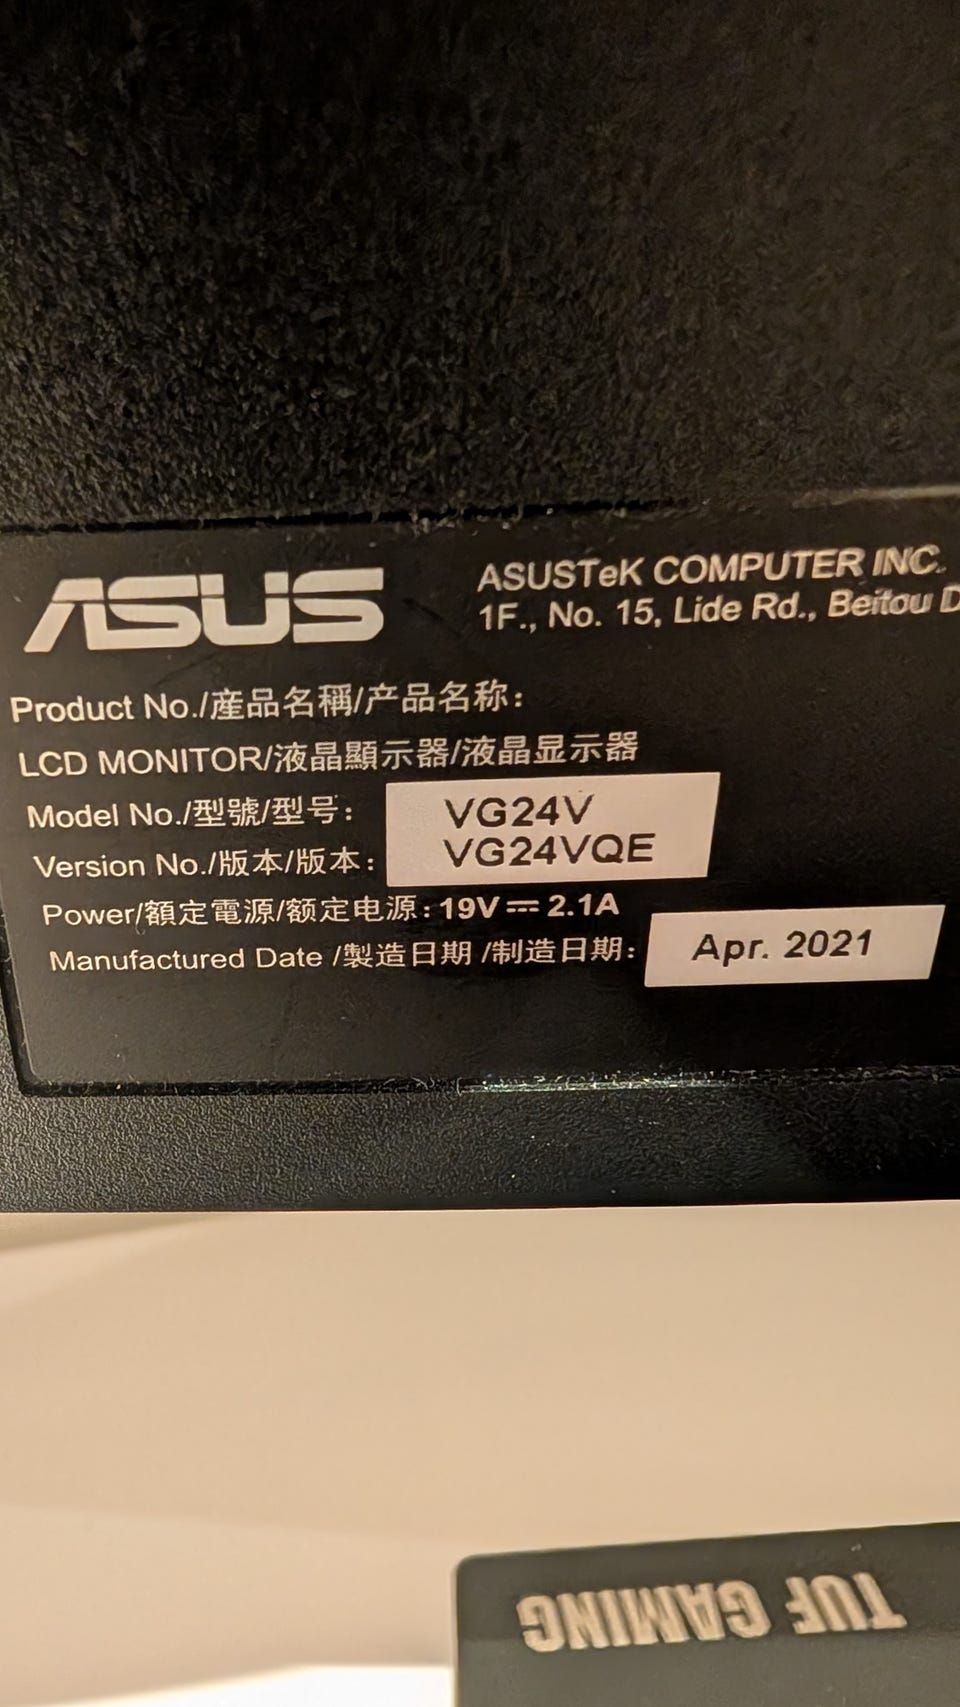 ASUS
ASUSTeK COMPUTER INC.
1F., No. 15, Lide Rd., Beitou
Product No./產品名稱/产品名称:
LCD MONITOR/液晶顯示器/液晶显示器
Model No./型號/型号: VG24V
Version No./版本/版本: VG24VQE
Power/額定電源/额定电源: 19V⎓2.1A
Manufactured Date /製造日期 /制造日期: Apr. 2021
TUF GAMING